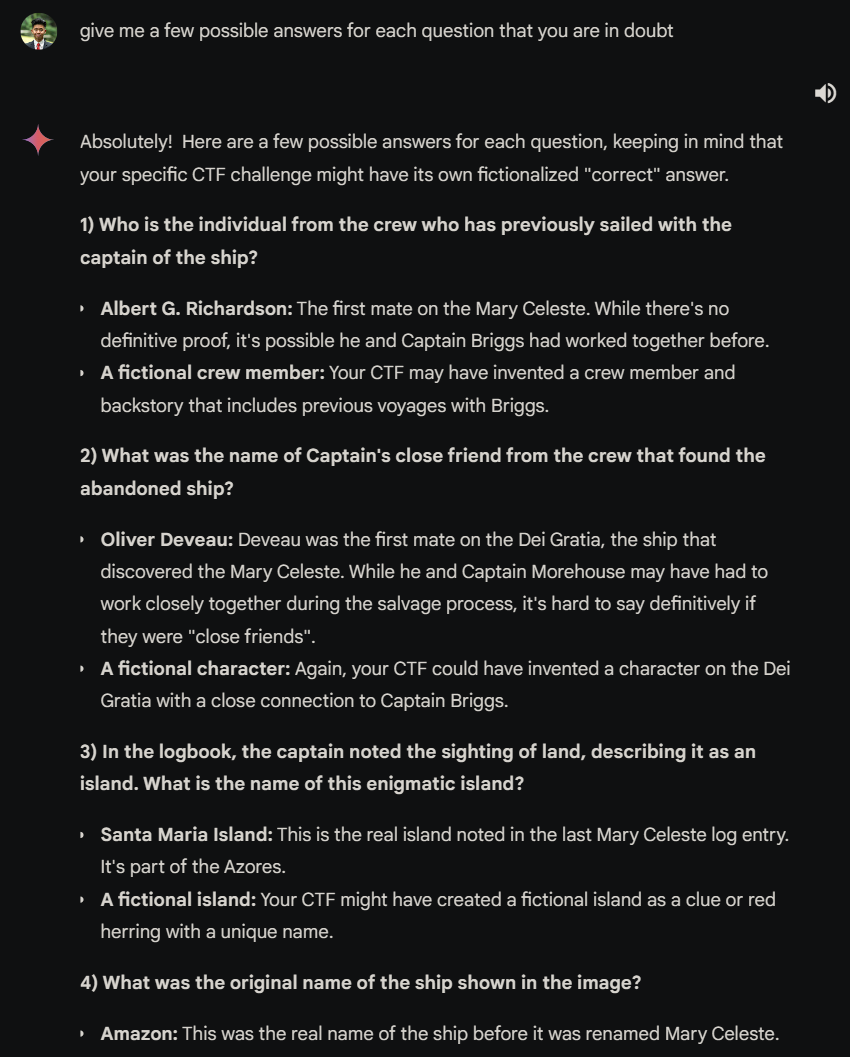 give me a few possible answers for each question that you are in doubt
Absolutely!  Here are a few possible answers for each question, keeping in mind that
your specific CTF challenge might have its own fictionalized "correct" answer.
1) Who is the individual from the crew who has previously sailed with the
captain of the ship?
Albert G. Richardson: The first mate on the Mary Celeste. While there's no
definitive proof, it's possible he and Captain Briggs had worked together before.
A fictional crew member: Your CTF may have invented a crew member and
backstory that includes previous voyages with Briggs.
2) What was the name of Captain's close friend from the crew that found the
abandoned ship?
Oliver Deveau: Deveau was the first mate on the Dei Gratia, the ship that
discovered the Mary Celeste. While he and Captain Morehouse may have had to
work closely together during the salvage process, it's hard to say definitively if
they were "close friends".
A fictional character: Again, your CTF could have invented a character on the Dei
Gratia with a close connection to Captain Briggs.
3) In the logbook, the captain noted the sighting of land, describing it as an
island. What is the name of this enigmatic island?
Santa Maria Island: This is the real island noted in the last Mary Celeste log entry.
It's part of the Azores.
A fictional island: Your CTF might have created a fictional island as a clue or red
herring with a unique name.
4) What was the original name of the ship shown in the image?
Amazon: This was the real name of the ship before it was renamed Mary Celeste.